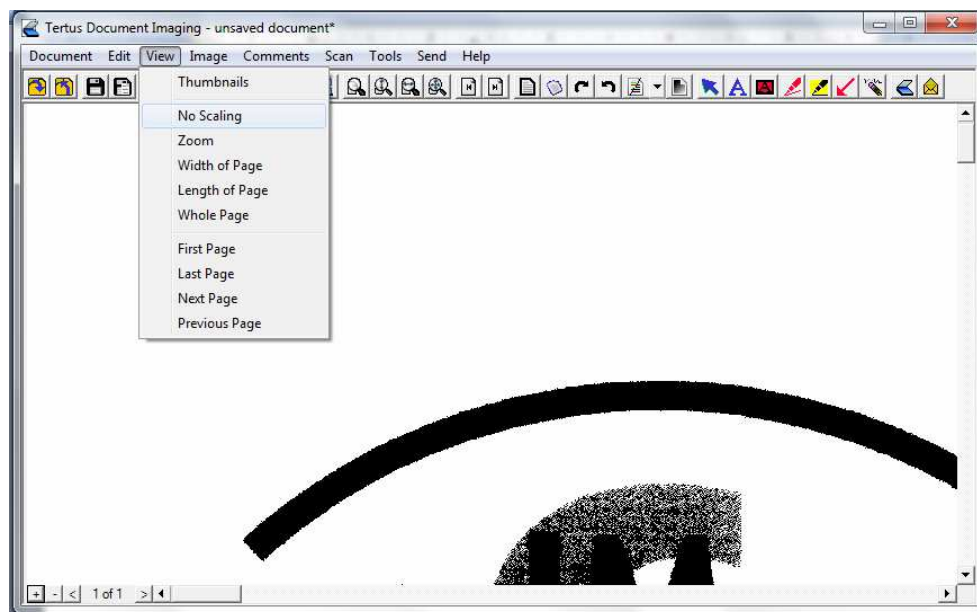 Tertus Document Imaging - unsaved document*
Document Edit View Image Comments Scan Tools Send Help
Thumbnails
No Scaling
Zoom
Width of Page
Length of Page
Whole Page
First Page
Last Page
Next Page
Previous Page
1 of 1